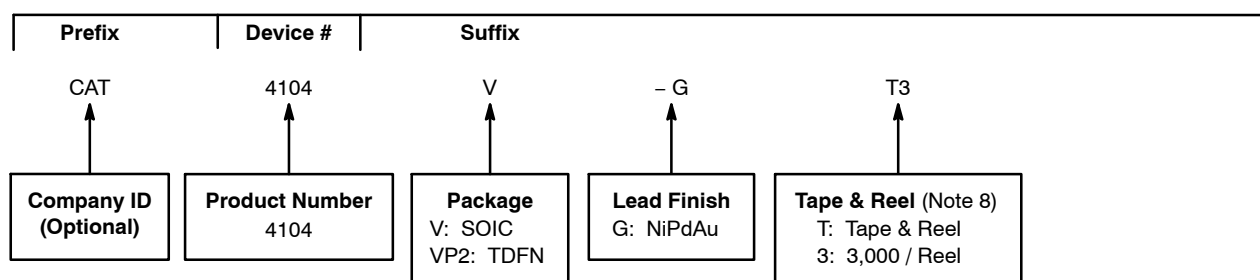 Prefix Device # Suffix
CAT 4104 V – G T3
Company ID
(Optional)
Product Number
4104
Package
V: SOIC
VP2: TDFN
Lead Finish
G: NiPdAu
Tape & Reel (Note 8)
T: Tape & Reel
3: 3,000 / Reel